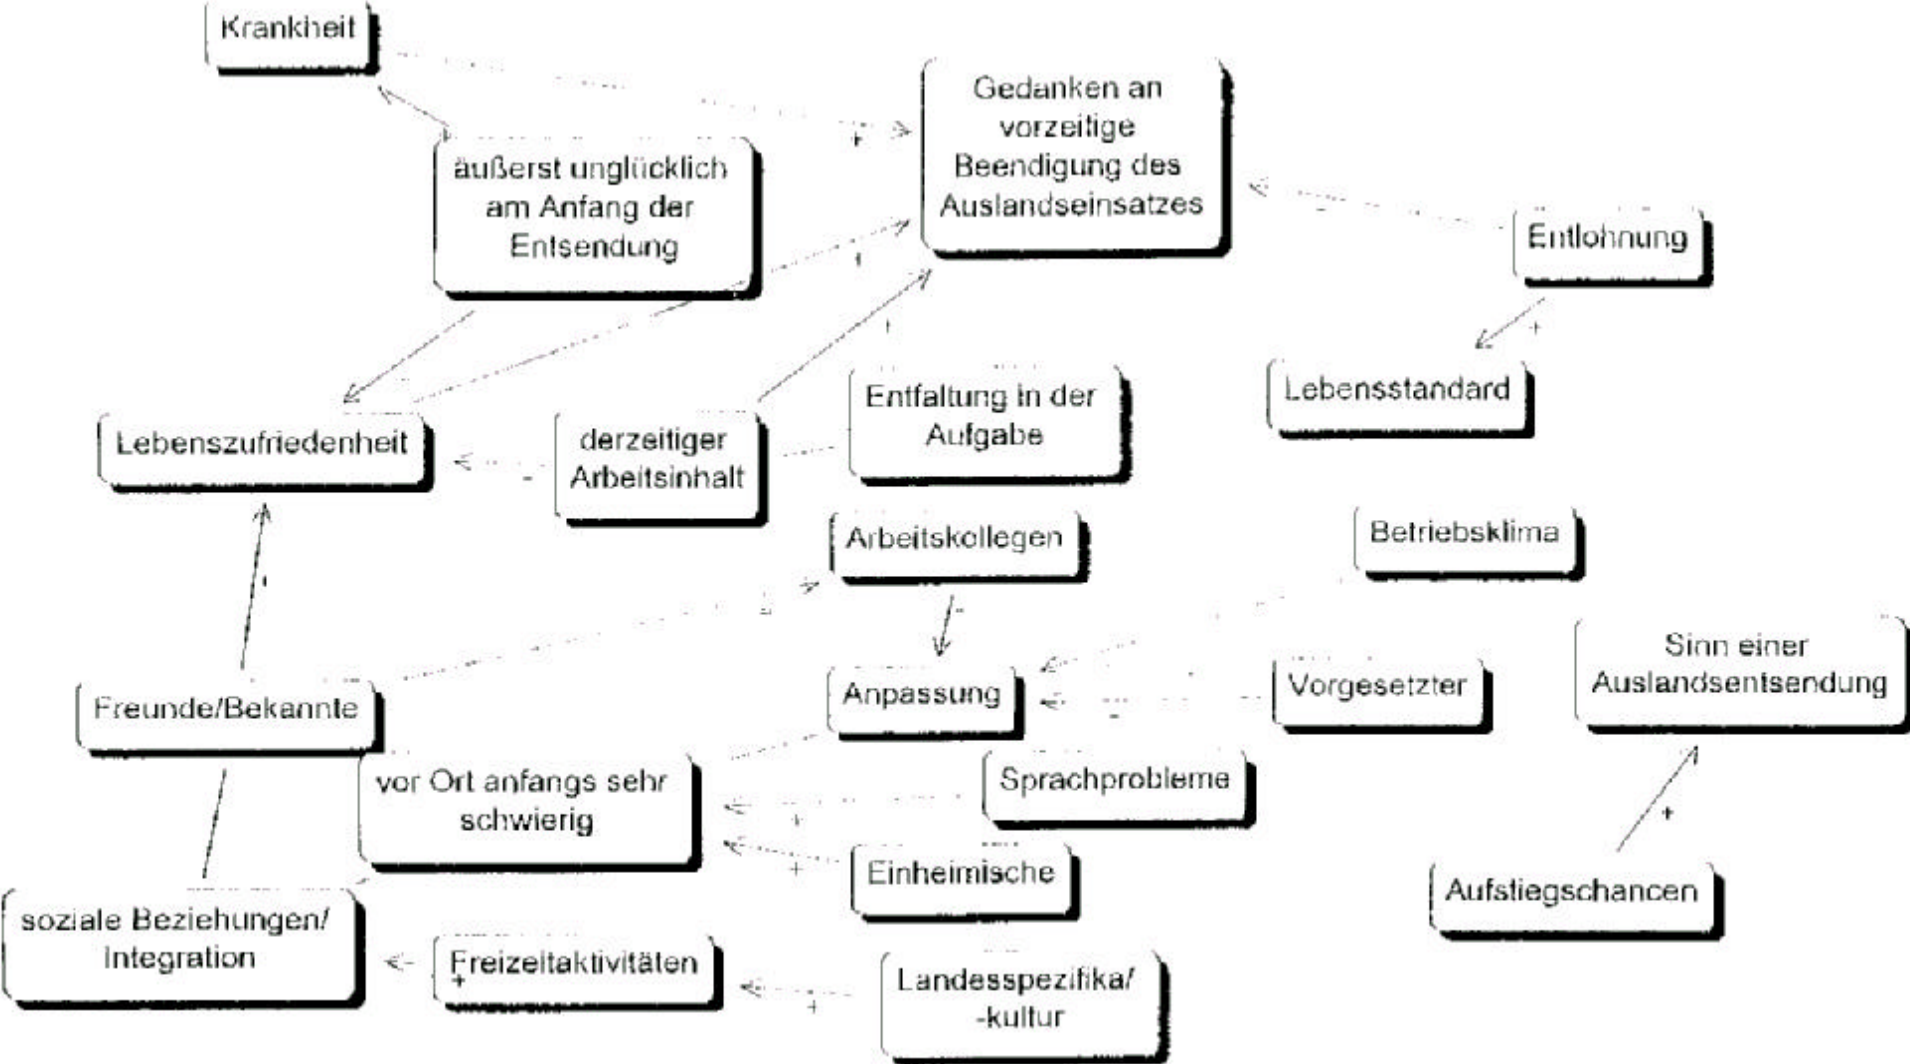 Krankheit
Gedanken an
vorzeitige
Beendigung des
Auslandseinsatzes
+
äußerst unglücklich
am Anfang der
Entsendung
-
Entlohnung
+
Lebensstandard
Entfaltung in der
Aufgabe
Lebenszufriedenheit
-
derzeitiger
Arbeitsinhalt
Arbeitskollegen
Betriebsklima
-
Sinn einer
Auslandsentsendung
Anpassung
-
Vorgesetzter
Freunde/Bekannte
vor Ort anfangs sehr
schwierig
+
Sprachprobleme
+
+
Einheimische
Aufstiegschancen
soziale Beziehungen/
Integration
Freizeitaktivitäten
+
+
Landesspezifika/
-kultur